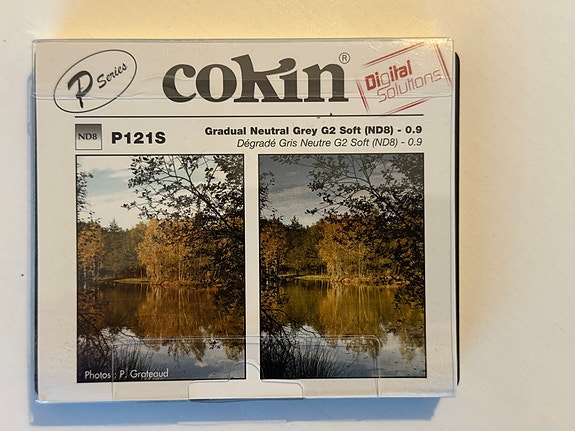 P Series
cokin®
Digital
Solutions
ND8 P121S
Gradual Neutral Grey G2 Soft (ND8) - 0.9
Dégradé Gris Neutre G2 Soft (ND8) - 0.9
Photos : P. Grateaud